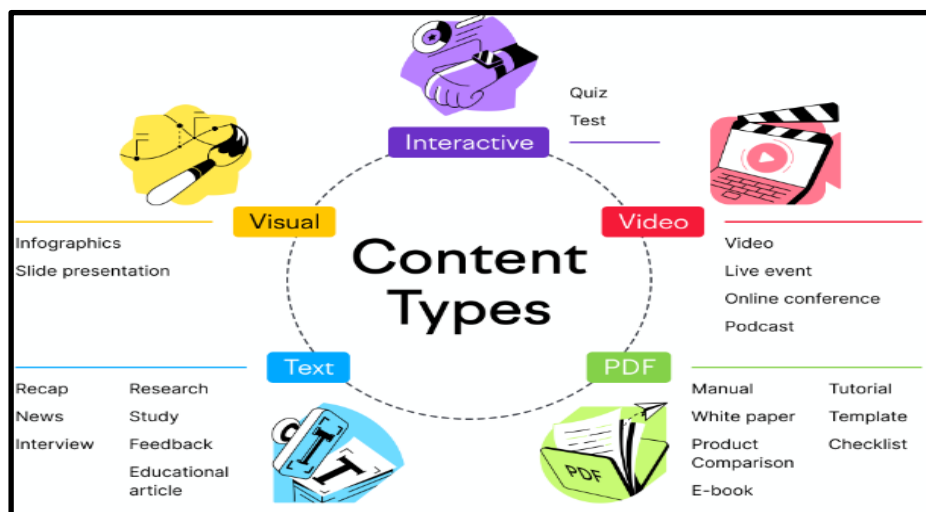 Quiz
Test
Interactive
Visual
Infographics
Slide presentation
Video
Video
Live event
Online conference
Podcast
Content
Types
Text
Recap
News
Interview
Research
Study
Feedback
Educational
article
PDF
Manual
White paper
Product
Comparison
E-book
Tutorial
Template
Checklist
T
T
PDF